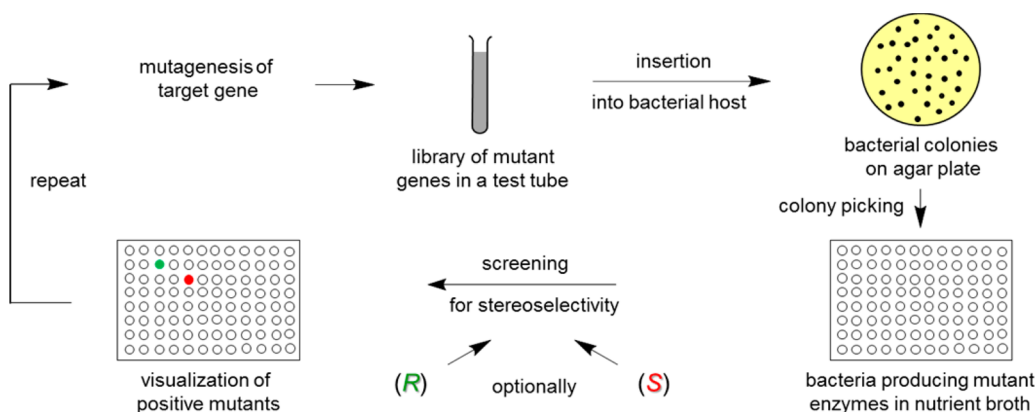 mutagenesis of
target gene
library of mutant
genes in a test tube
insertion
into bacterial host
bacterial colonies
on agar plate
colony picking
bacteria producing mutant
enzymes in nutrient broth
screening
for stereoselectivity
(R)
optionally
(S)
visualization of
positive mutants
repeat